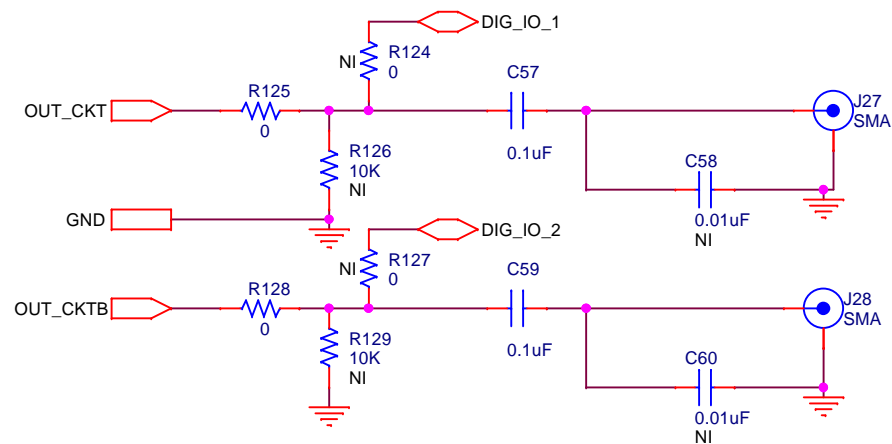 DIG_IO_1
NI
R124
0
C57
R125
OUT_CKT
0
0.1uF
J27
SMA
R126
10K
NI
C58
0.01uF
NI
GND
DIG_IO_2
NI
R127
0
C59
R128
OUT_CKTB
0
0.1uF
J28
SMA
R129
10K
NI
C60
0.01uF
NI